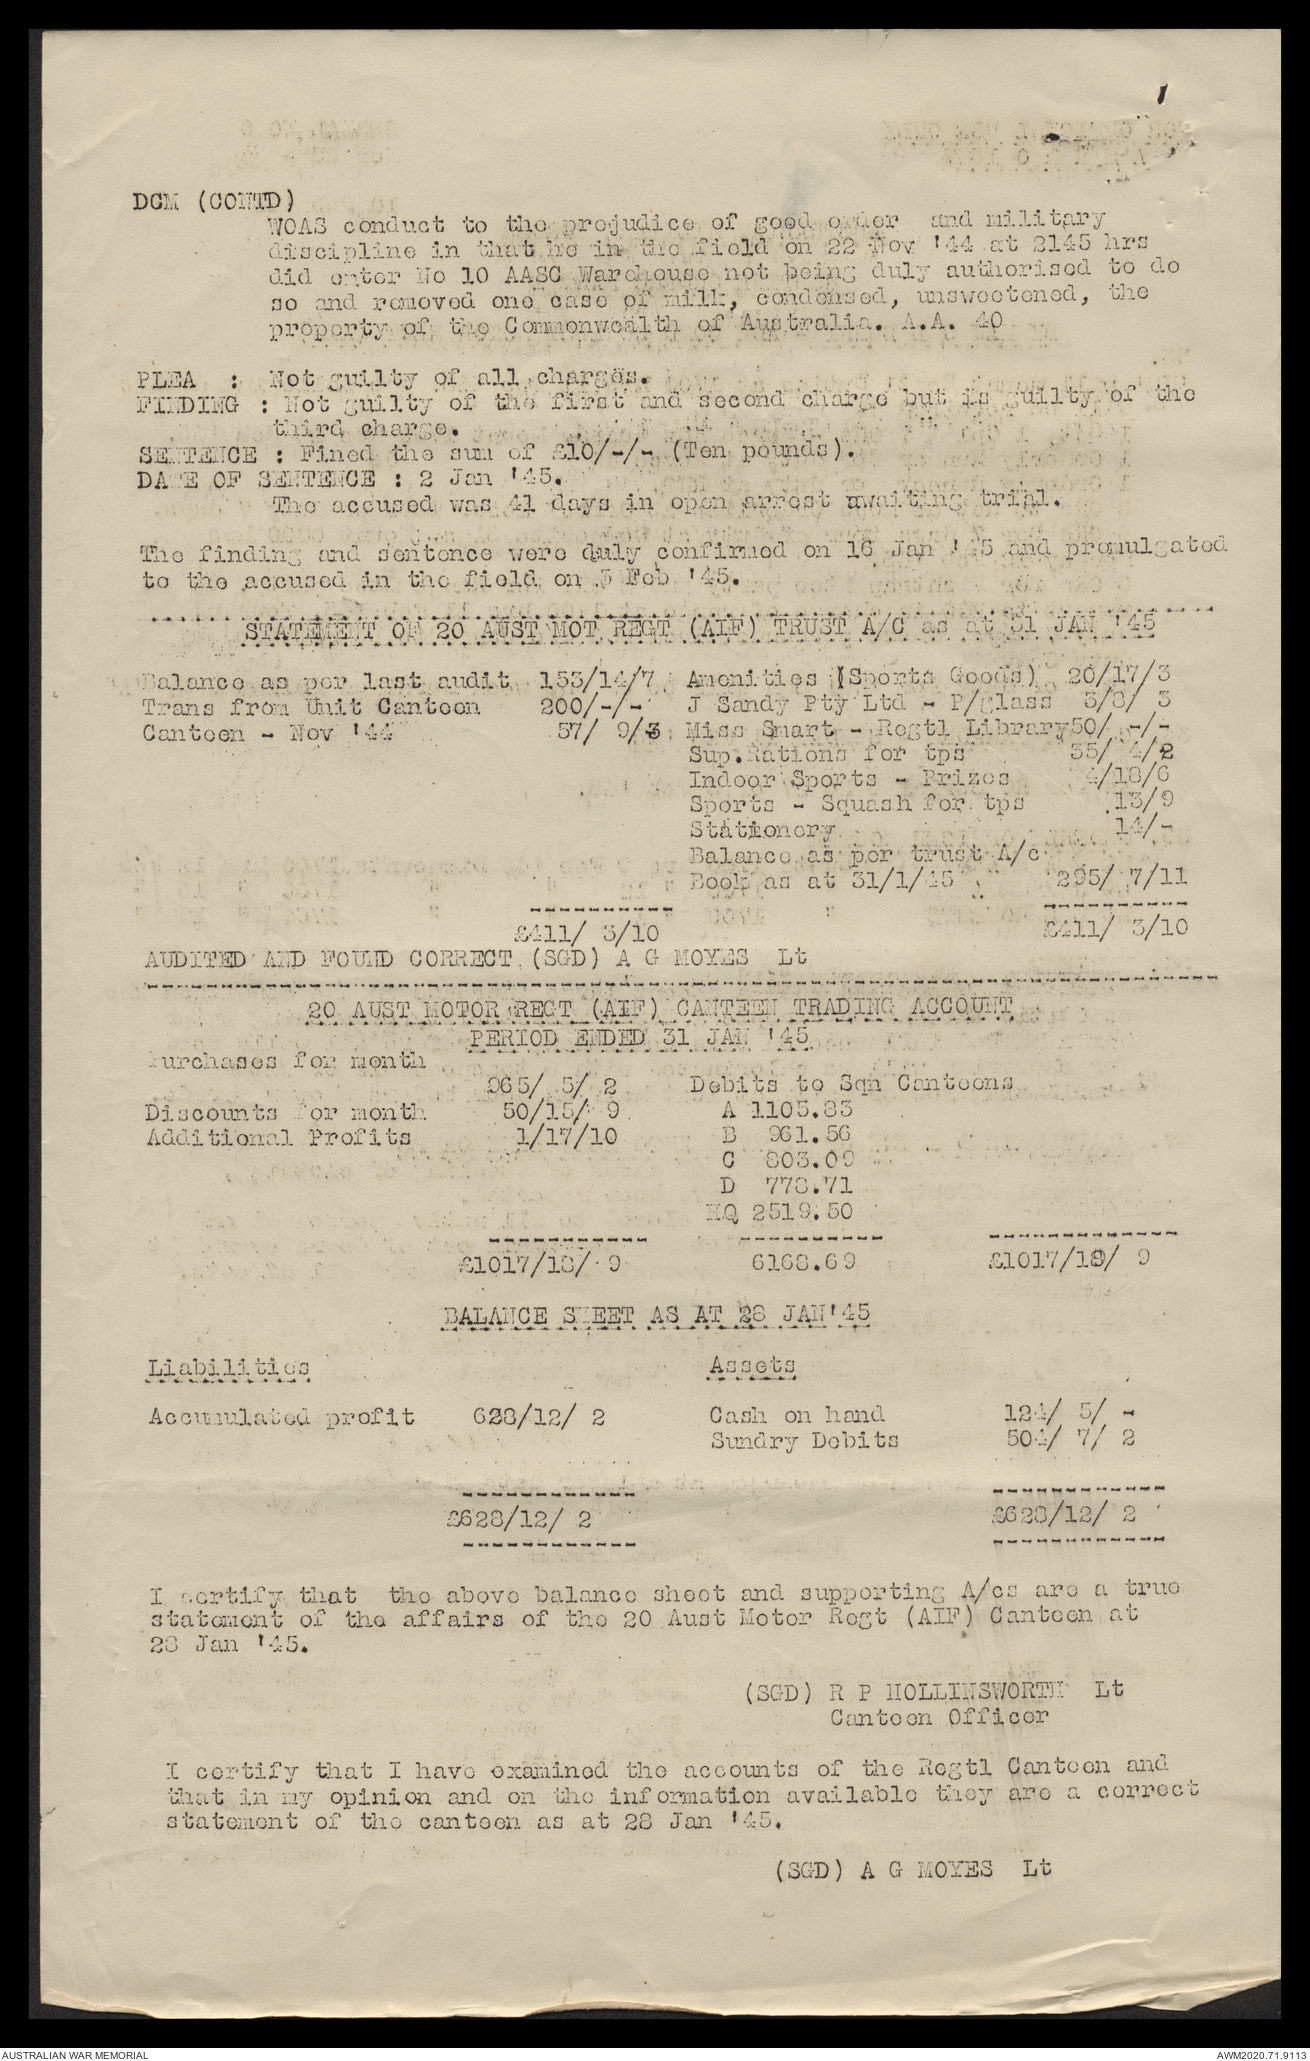 1
DCM (CONTD)
WOAS conduct to the prejudice of good order and military
discipline in that he in the field on 22 Nov '44 at 2145 hrs
did enter No 10 AASC Warehouse not being duly authorised to do
so and removed one case of milk, condensed, unsweetened, the
property of the Commonwealth of Australia. A.A. 40
PLEA : Not guilty of all charges.
FINDING : Not guilty of the first and second charge but is guilty of the
third charge.
SENTENCE : Fined the sum of £10/-/- (Ten pounds).
DATE OF SENTENCE : 2 Jan '45.
The accused was 41 days in open arrest awaiting trial.
The finding and sentence were duly confirmed on 16 Jan '45 and promulgated
to the accused in the field on 3 Feb '45.
STATEMENT OF 20 AUST MOT REGT (AIF) TRUST A/C as at 31 JAN '45
Balance as per last audit 153/14/7 Amenities (Sports Goods) 20/17/3
Trans from Unit Canteen 200/-/- J Sandy Pty Ltd - P/glass 3/8/ 3
Canteen - Nov '44 57/ 9/3 Miss Smart - Regtl Library 50/ -/-
Sup. Rations for tps 35/ 4/2
Indoor Sports - Prizes 4/18/6
Sports - Squash for tps 13/9
Stationery 14/-
Balance as per trust A/c
Book as at 31/1/45 295/ 7/11
£411/ 3/10 £411/ 3/10
AUDITED AND FOUND CORRECT (SGD) A G MOYES Lt
20 AUST MOTOR REGT (AIF) CANTEEN TRADING ACCOUNT
PERIOD ENDED 31 JAN '45
Purchases for month
965/ 5/ 2 Debits to Sqn Canteens
Discounts for month 50/15/ 9 A 1105.83
Additional Profits 1/17/10 B 961.56
C 803.09
D 778.71
HQ 2519.50
£1017/18/ 9 6168.69 £1017/18/ 9
BALANCE SHEET AS AT 28 JAN '45
Liabilities Assets
Accumulated profit 628/12/ 2 Cash on hand 124/ 5/ -
Sundry Debits 504/ 7/ 2
£628/12/ 2 £628/12/ 2
I certify that the above balance sheet and supporting A/cs are a true
statement of the affairs of the 20 Aust Motor Regt (AIF) Canteen at
28 Jan '45.
(SGD) R P HOLLINSWORTH Lt
Canteen Officer
I certify that I have examined the accounts of the Regtl Canteen and
that in my opinion and on the information available they are a correct
statement of the canteen as at 28 Jan '45.
(SGD) A G MOYES Lt
AUSTRALIAN WAR MEMORIAL AWM2020.71.9113